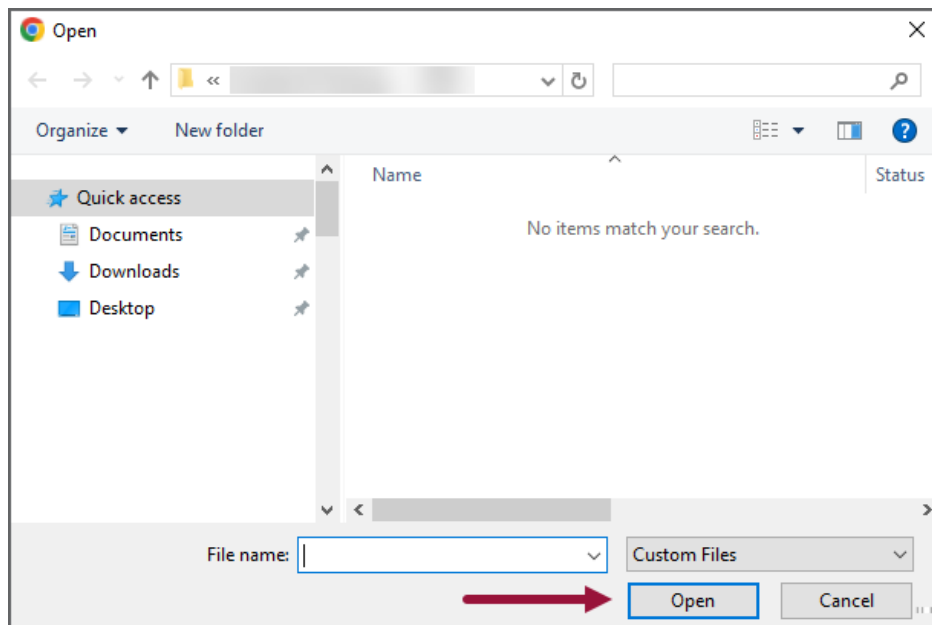 Open
Organize New folder
Name Status
Quick access
No items match your search.
Documents
Downloads
Desktop
File name: Custom Files
Open Cancel